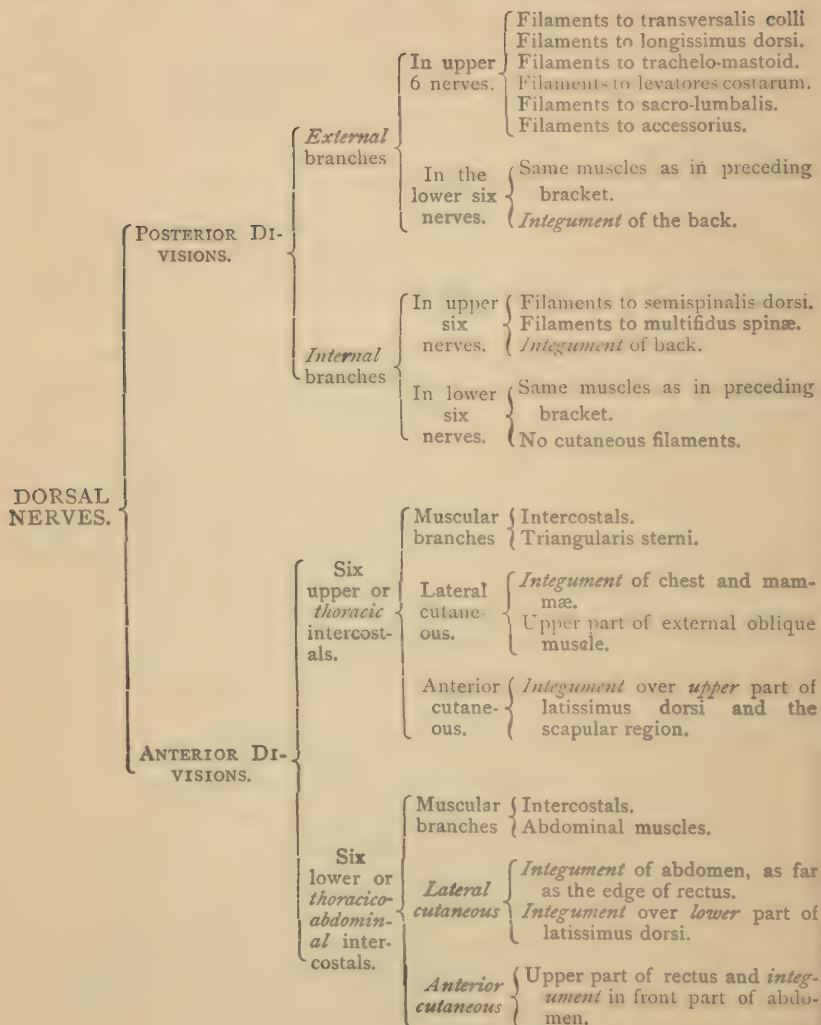 DORSAL
NERVES.
POSTERIOR DI-
VISIONS.
External
branches
In upper
6 nerves.
Filaments to transversalis colli
Filaments to longissimus dorsi.
Filaments to trachelo-mastoid.
Filaments to levatores costarum.
Filaments to sacro-lumbalis.
Filaments to accessorius.
In the
lower six
nerves.
Same muscles as in preceding
bracket.
Integument of the back.
Internal
branches
In upper
six
nerves.
Filaments to semispinalis dorsi.
Filaments to multifidus spinæ.
Integument of back.
In lower
six
nerves.
Same muscles as in preceding
bracket.
No cutaneous filaments.
ANTERIOR DI-
VISIONS.
Six
upper or
thoracic
intercost-
als.
Muscular
branches
Intercostals.
Triangularis sterni.
Lateral
cutane-
ous.
Integument of chest and mam-
mæ.
Upper part of external oblique
muscle.
Anterior
cutane-
ous.
Integument over upper part of
latissimus dorsi and the
scapular region.
Six
lower or
thoracico-
abdomin-
al inter-
costals.
Muscular
branches
Intercostals.
Abdominal muscles.
Lateral
cutaneous
Integument of abdomen, as far
as the edge of rectus.
Integument over lower part of
latissimus dorsi.
Anterior
cutaneous
Upper part of rectus and integ-
ument in front part of abdo-
men.